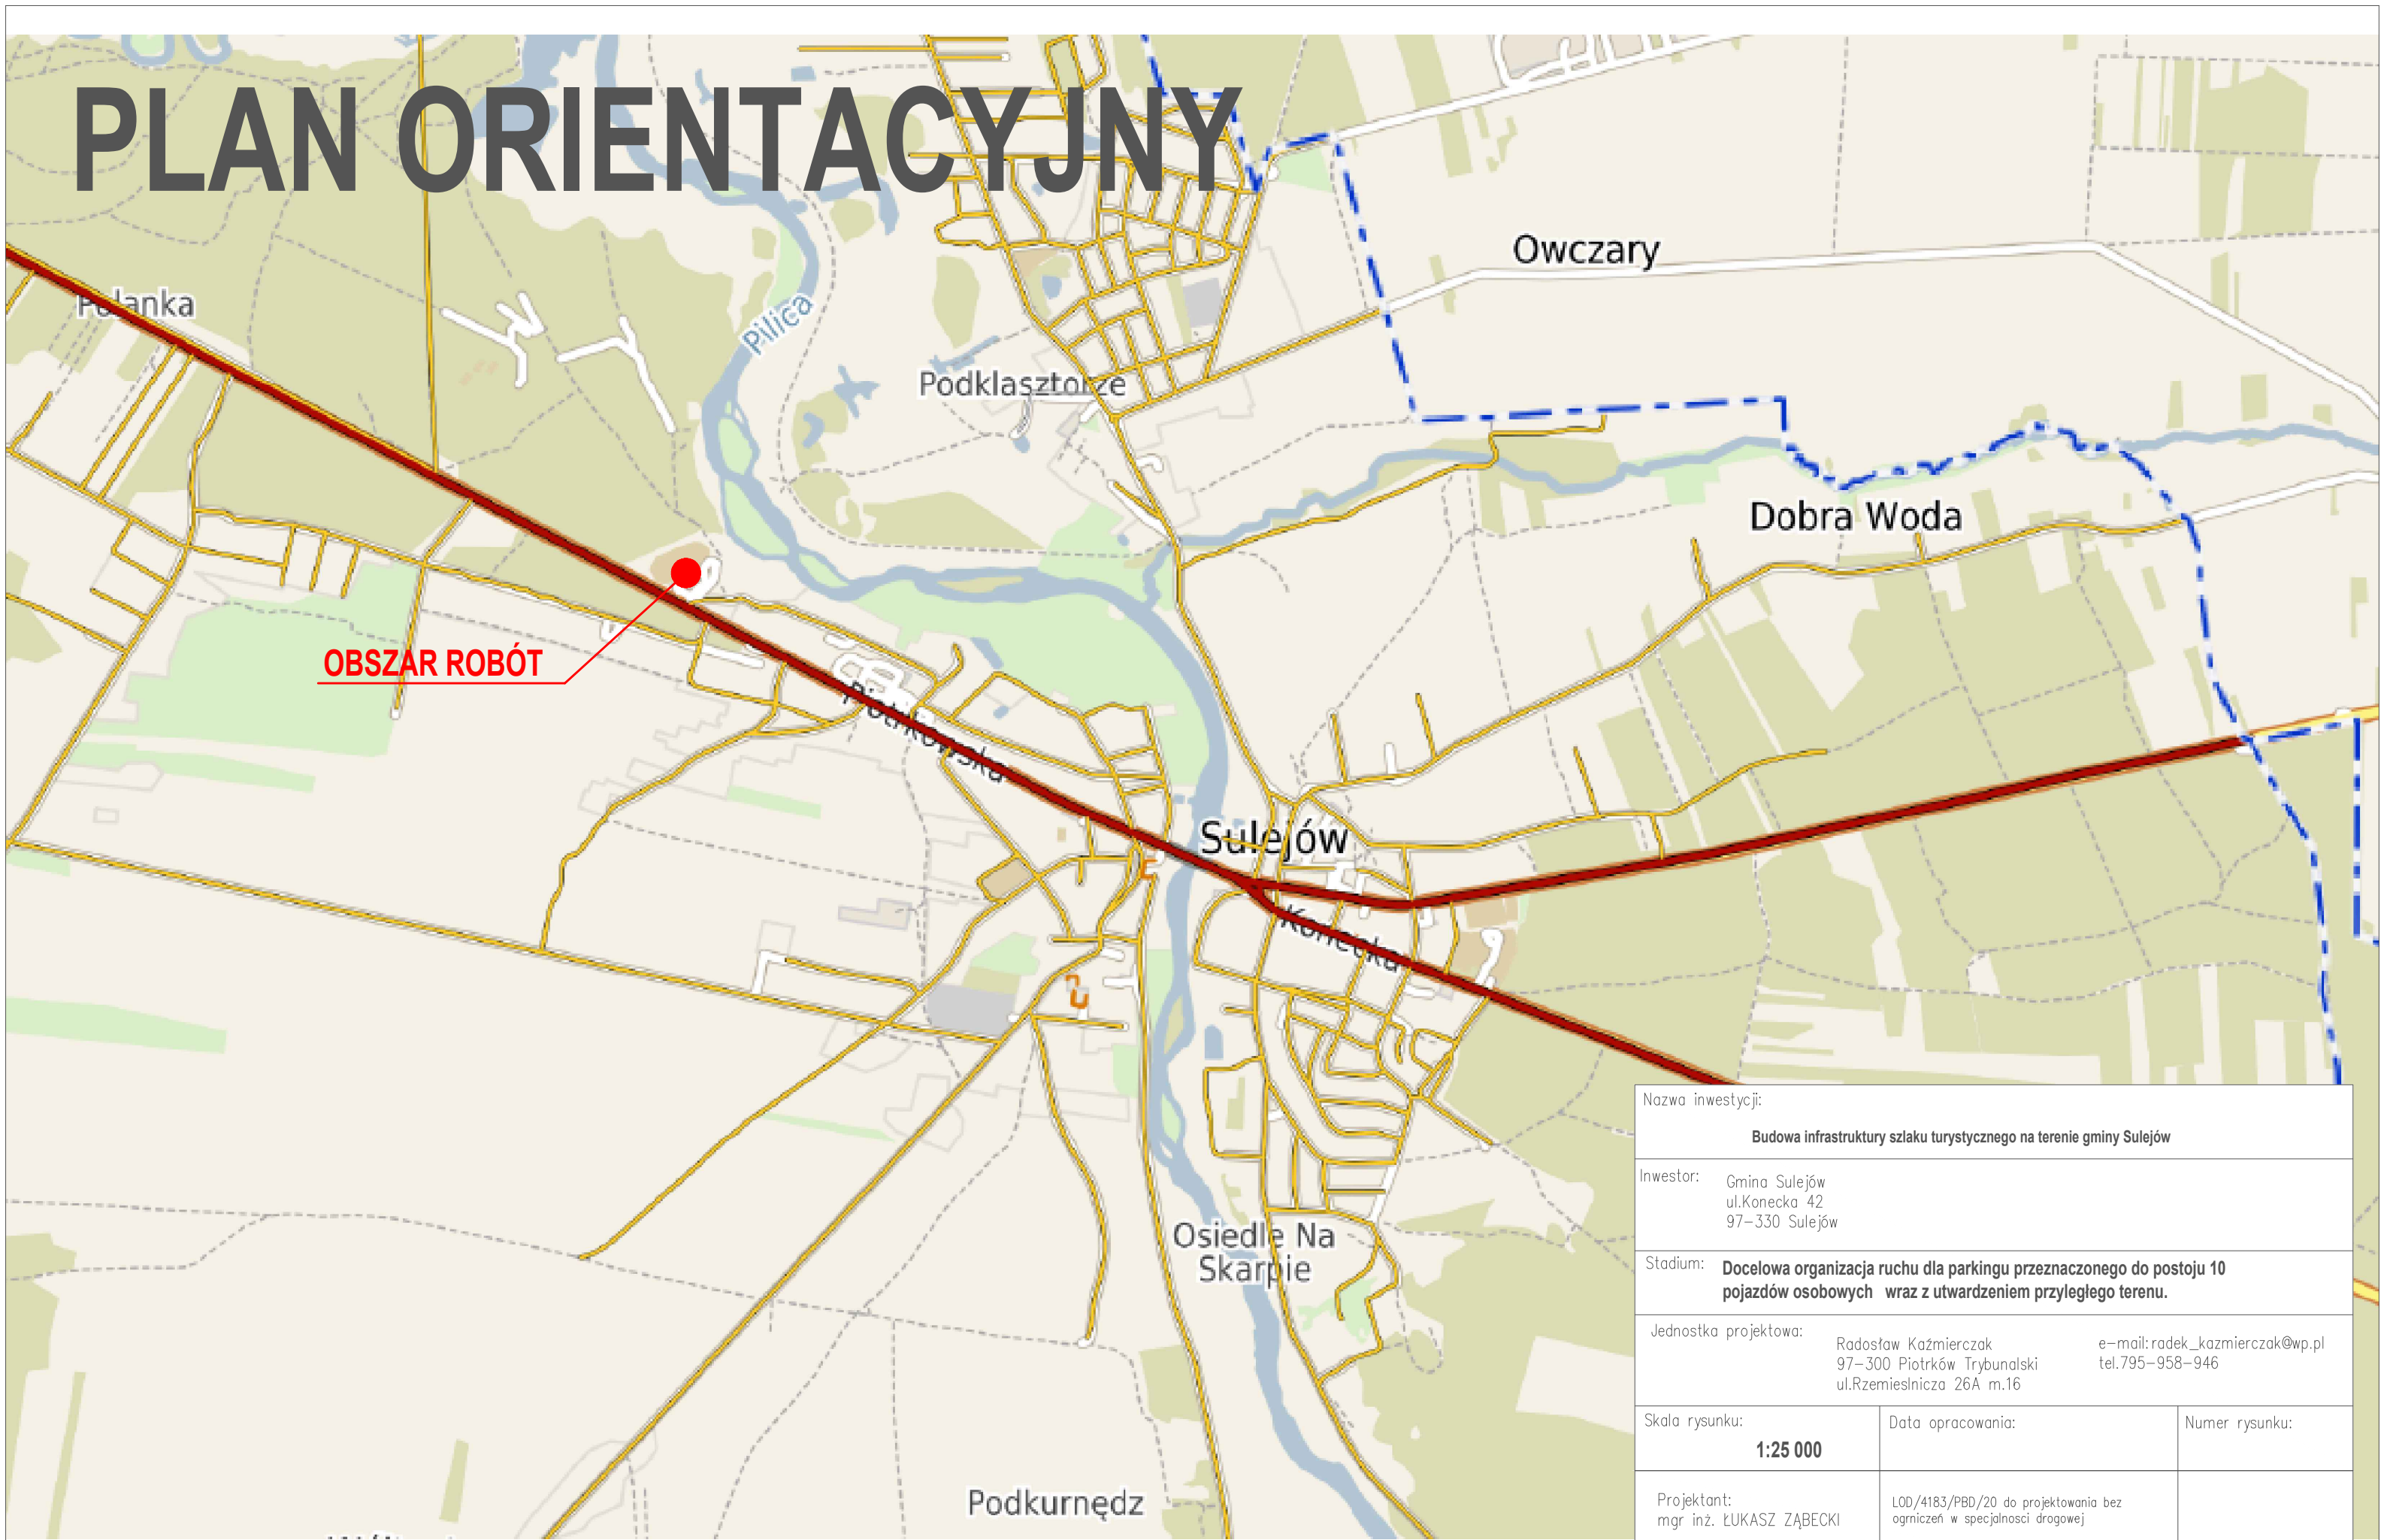 PLAN ORIENTACYJNY
Owczary
Polanka
Pilica
Podklasztorze
Dobra Woda
OBSZAR ROBÓT
Piotrkowska
Sulejów
Konecka
Osiedle Na
Skarpie
Podkurnędz
Nazwa inwestycji:
Budowa infrastruktury szlaku turystycznego na terenie gminy Sulejów
Inwestor:
Gmina Sulejów
ul.Konecka 42
97-330 Sulejów
Stadium:
Docelowa organizacja ruchu dla parkingu przeznaczonego do postoju 10
pojazdów osobowych wraz z utwardzeniem przyległego terenu.
Jednostka projektowa:
Radosław Kaźmierczak
97-300 Piotrków Trybunalski
ul.Rzemieslnicza 26A m.16
e-mail:radek_kazmierczak@wp.pl
tel.795-958-946
Skala rysunku:
1:25 000
Data opracowania:
Numer rysunku:
Projektant:
mgr inż. ŁUKASZ ZĄBECKI
LOD/4183/PBD/20 do projektowania bez
ogrniczeń w specjalnosci drogowej